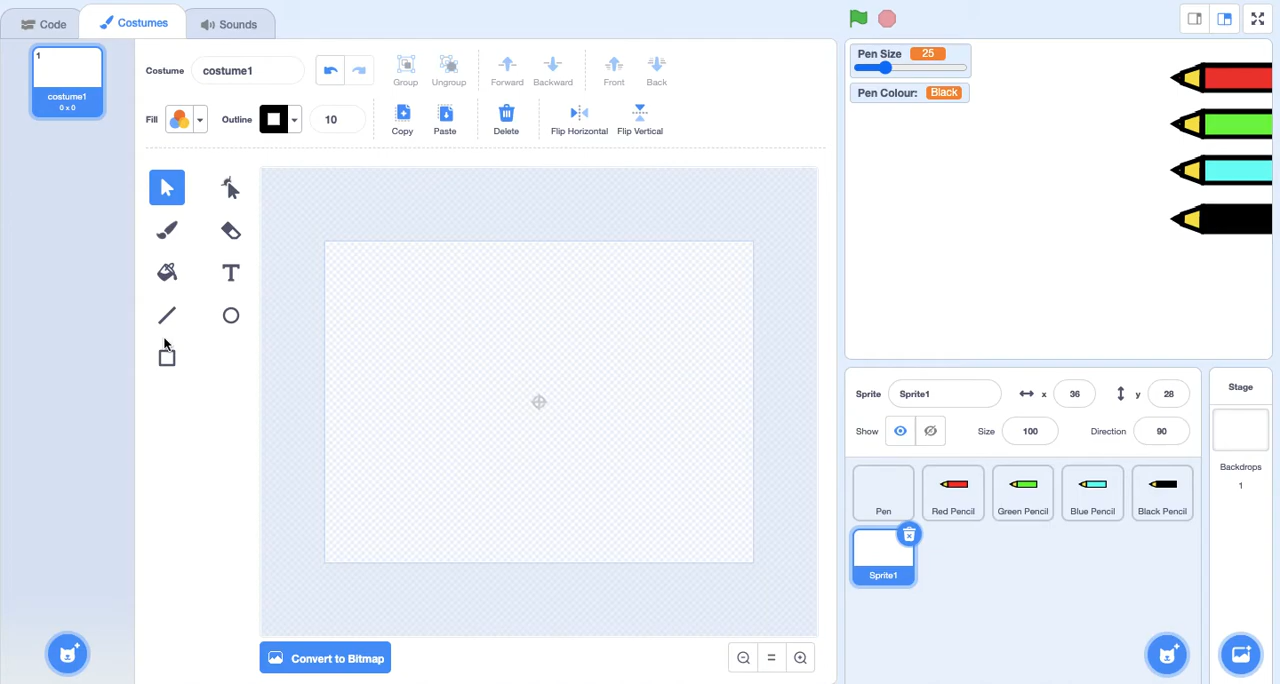 Code
Costumes
Sounds
1
costume1
0 x 0
Costume
costume1
Group
Ungroup
Forward
Backward
Front
Back
Fill
Outline
10
Copy
Paste
Delete
Flip Horizontal
Flip Vertical
T
Convert to Bitmap
Pen Size
25
Pen Colour:
Black
Sprite
Sprite1
x
36
y
28
Show
Size
100
Direction
90
Pen
Red Pencil
Green Pencil
Blue Pencil
Black Pencil
Sprite1
Stage
Backdrops
1